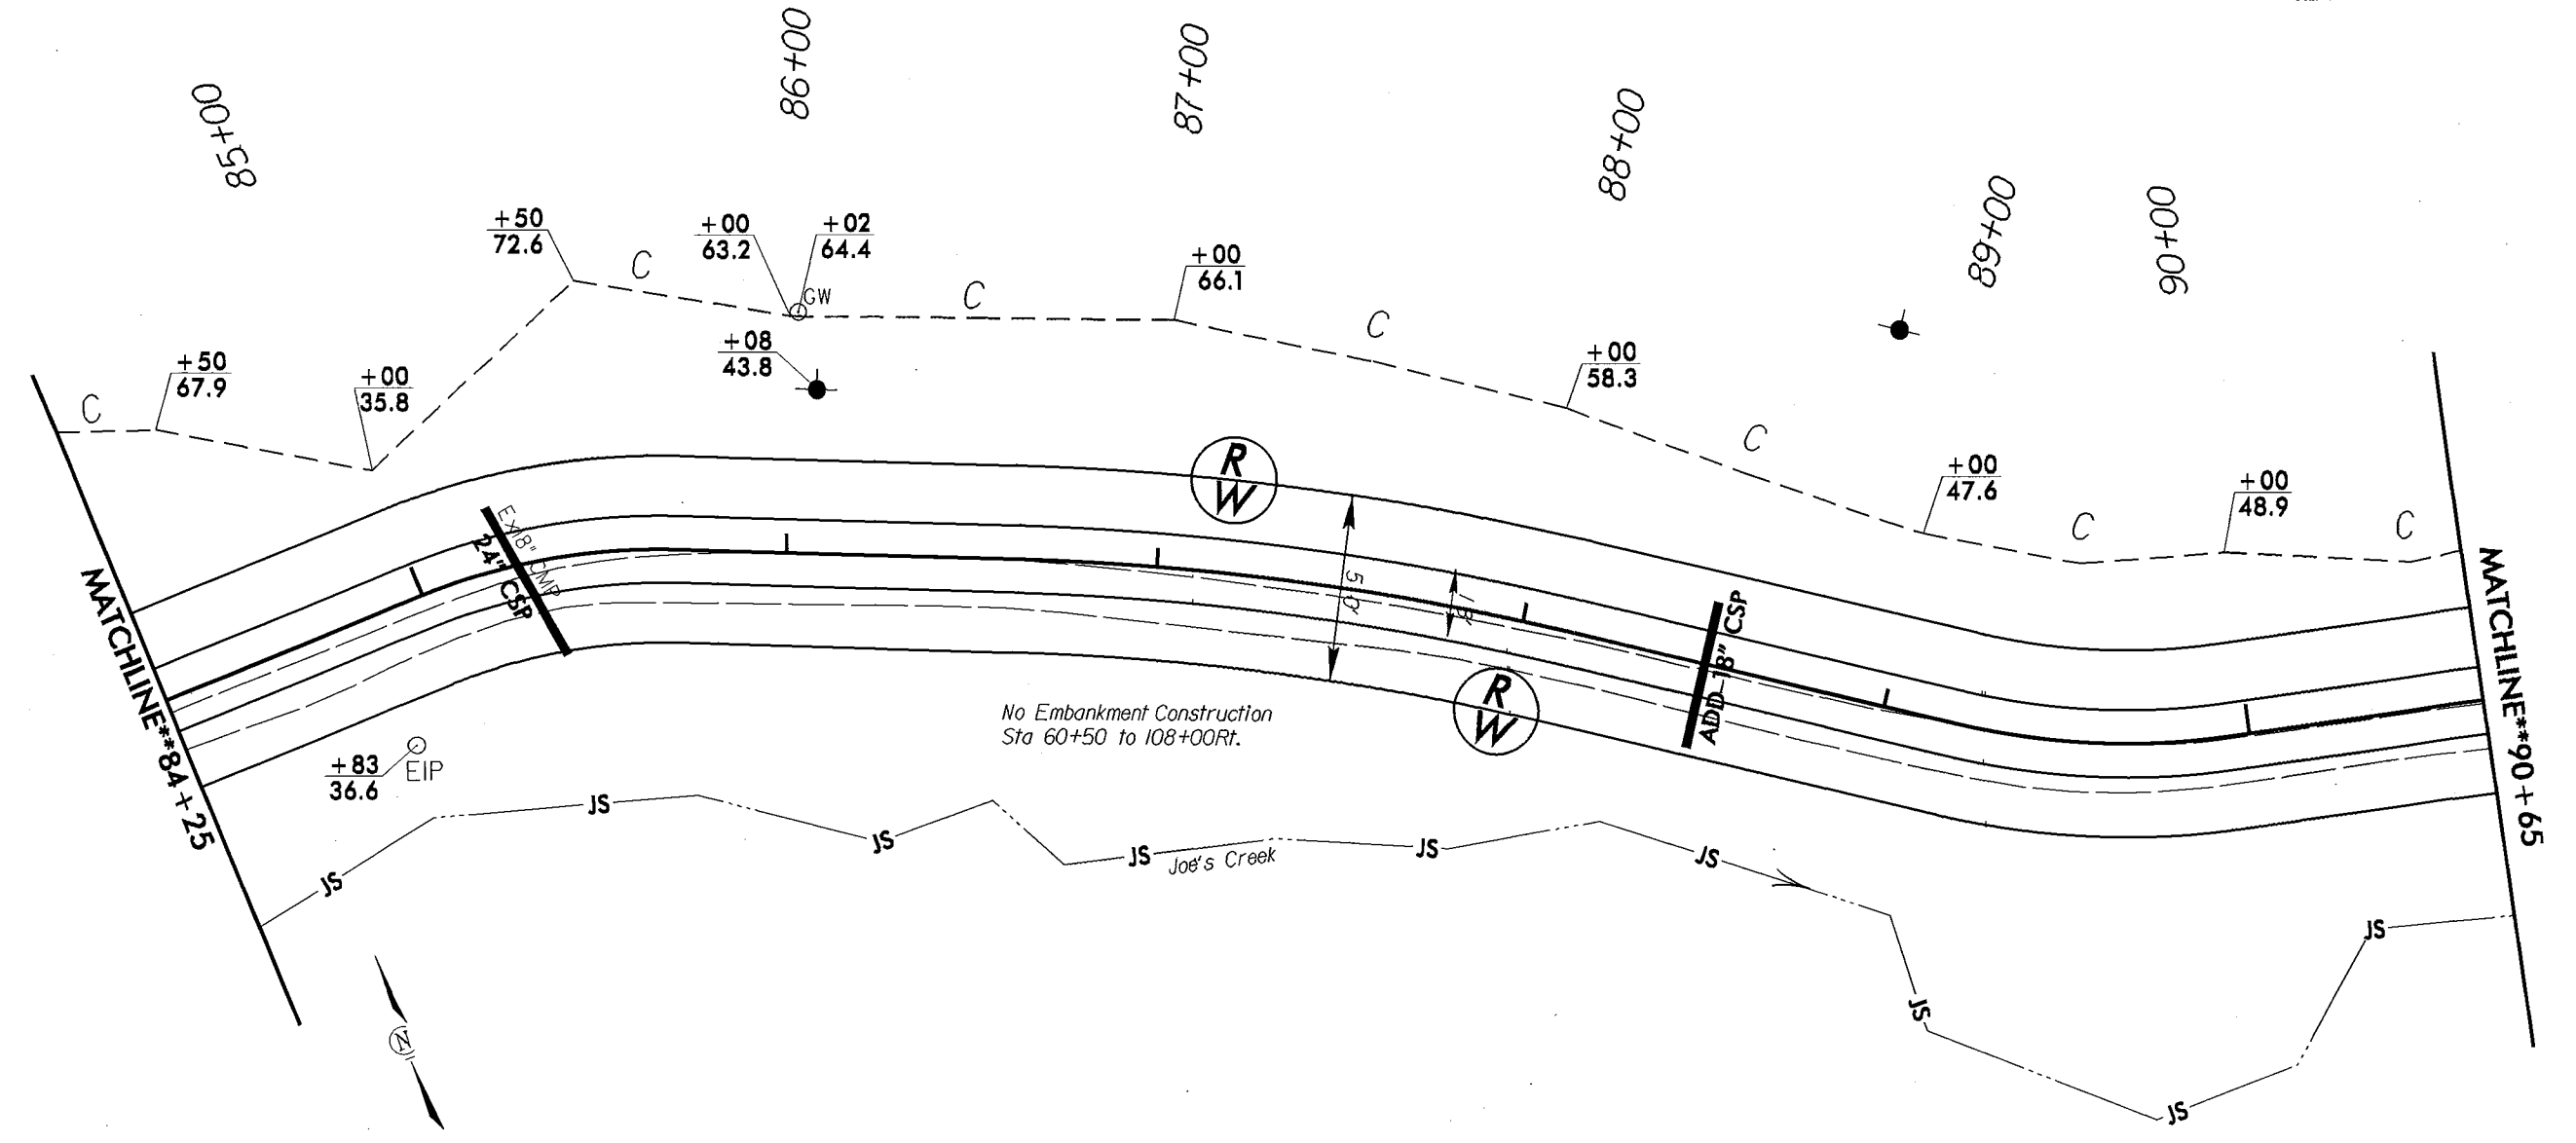 85+00
86+00
87+00
88+00
89+00
90+00
+50
72.6
+00
63.2
+02
64.4
GW
C
C
+00
66.1
C
+08
43.8
+00
58.3
C
+50
67.9
+00
35.8
C
+00
47.6
+00
48.9
C
C
R
W
Ex18" CMP
24" CSP
50'
18'
ADD-18" CSP
R
W
MATCHLINE**84+25
MATCHLINE**90+65
No Embankment Construction
Sta 60+50 to 108+00Rt.
+83
36.6
EIP
JS
JS
JS
JS
JS
JS
Joe's Creek
JS
JS
JS
N